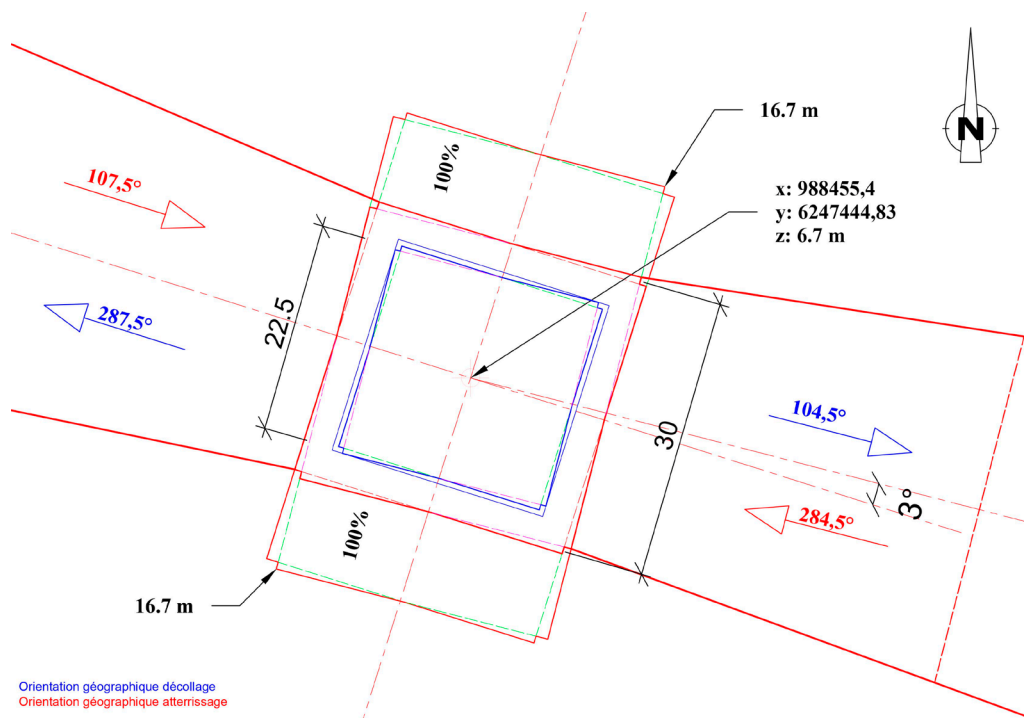 16.7 m
N
100%
x: 988455,4
y: 6247444,83
z: 6.7 m
107,5°
22.5
287,5°
104,5°
30
3°
284,5°
100%
16.7 m
Orientation géographique décollage
Orientation géographique atterrissage